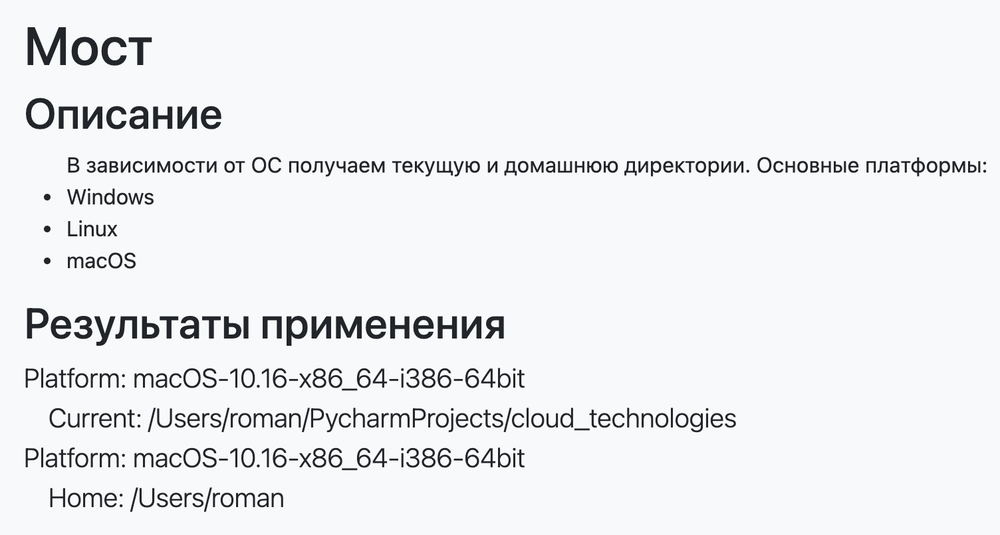 Мост
Описание
В зависимости от ОС получаем текущую и домашнюю директории. Основные платформы:
• Windows
• Linux
• macOS
Результаты применения
Platform: macOS-10.16-x86_64-i386-64bit
Current: /Users/roman/PycharmProjects/cloud_technologies
Platform: macOS-10.16-x86_64-i386-64bit
Home: /Users/roman